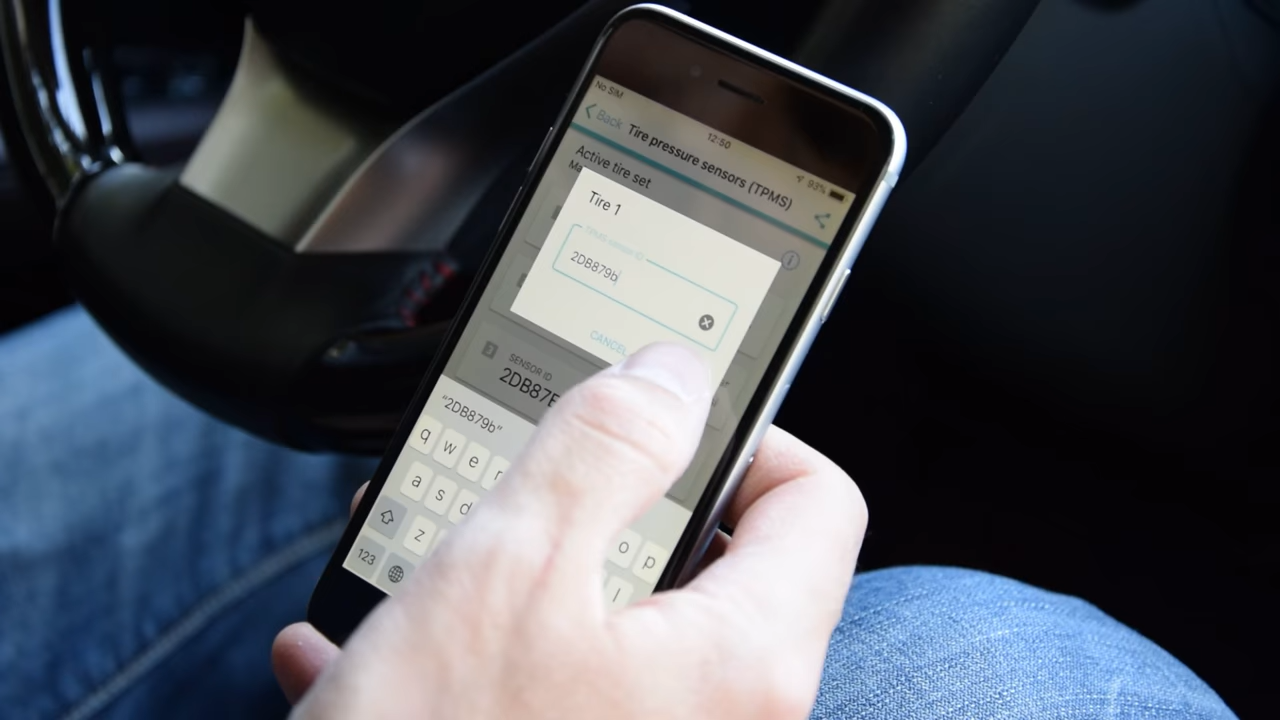 No SIM
12:50
93%
Back
Tire pressure sensors (TPMS)
Active tire set
Tire 1
2DB879b
CANCEL
SENSOR ID
"2DB879b"
q w e r
o p
a s d
l
z
123